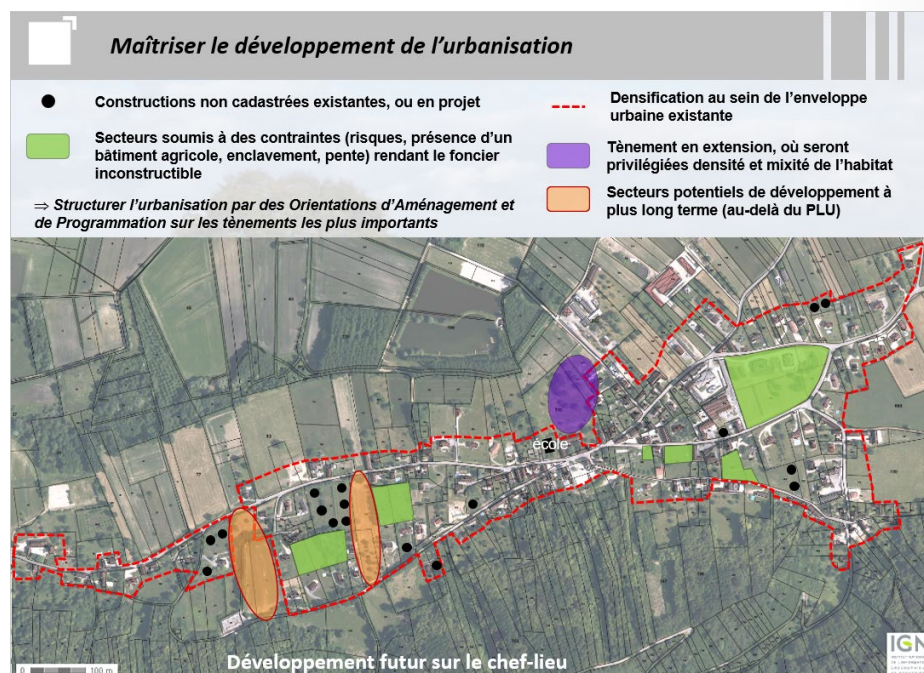 Maîtriser le développement de l’urbanisation
Constructions non cadastrées existantes, ou en projet
Secteurs soumis à des contraintes (risques, présence d’un
bâtiment agricole, enclavement, pente) rendant le foncier
inconstructible
⇒ Structurer l’urbanisation par des Orientations d’Aménagement et
de Programmation sur les tènements les plus importants
Densification au sein de l’enveloppe
urbaine existante
Tènement en extension, où seront
privilégiées densité et mixité de l’habitat
Secteurs potentiels de développement à
plus long terme (au-delà du PLU)
école
Développement futur sur le chef-lieu
0 100 m
IGN